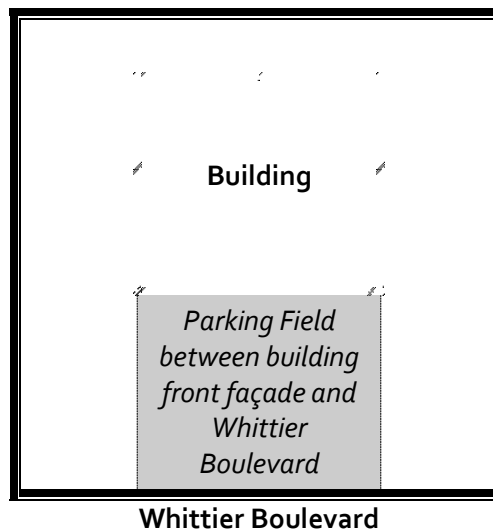 Building
Parking Field
between building
front façade and
Whittier
Boulevard
Whittier Boulevard